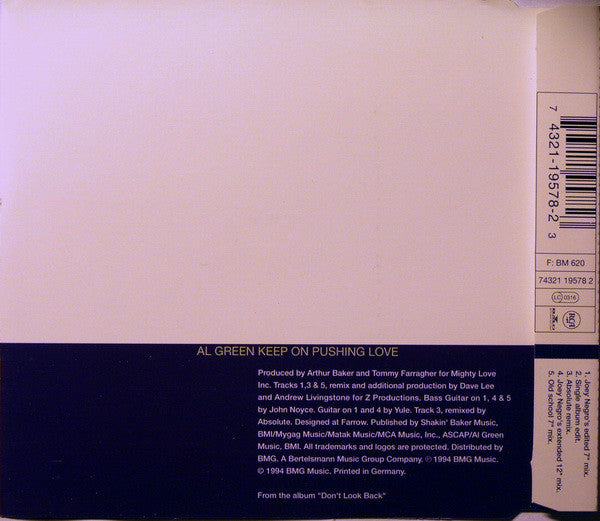 AL GREEN KEEP ON PUSHING LOVE
Produced by Arthur Baker and Tommy Farragher for Mighty Love
Inc. Tracks 1,3 & 5, remix and additional production by Dave Lee
and Andrew Livingstone for Z Productions. Bass Guitar on 1, 4 & 5
by John Noyce. Guitar on 1 and 4 by Yule. Track 3, remixed by
Absolute. Designed at Farrow. Published by Shakin' Baker Music,
BMI/Mygag Music/Matak Music/MCA Music, Inc., ASCAP/Al Green
Music, BMI. All trademarks and logos are protected. Distributed by
BMG. A Bertelsmann Music Group Company. ℗ 1994 BMG Music.
© 1994 BMG Music. Printed in Germany.
From the album "Don't Look Back"
7 4321-19578-2 3
F: BM 620
74321 19578 2
LC 0316
RCA
1. Joey Negro's edited 7" mix.
2. Single album edit.
3. Absolute remix.
4. Joey Negro's extended 12" mix.
5. Old school 7" mix.